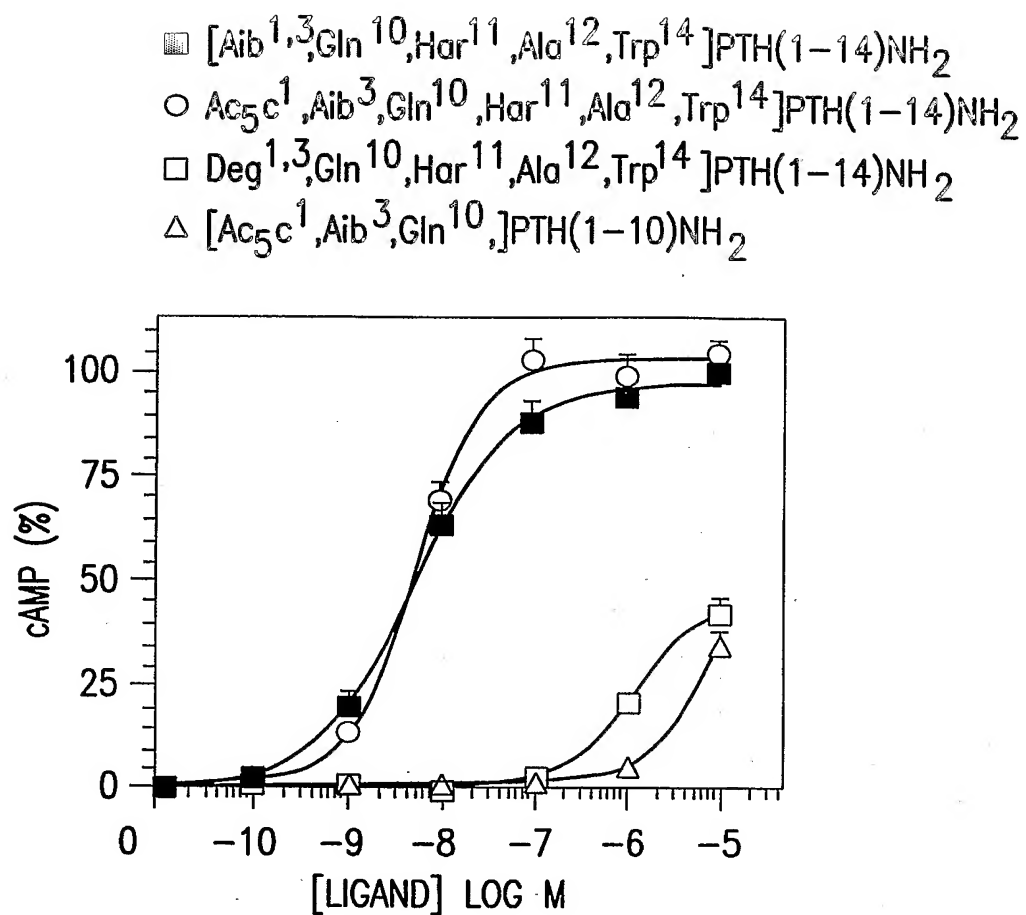 [Aib1,3,Gln10,Har11,Ala12,Trp14]PTH(1-14)NH2
Ac5c1,Aib3,Gln10,Har11,Ala12,Trp14]PTH(1-14)NH2
Deg1,3,Gln10,Har11,Ala12,Trp14]PTH(1-14)NH2
[Ac5c1,Aib3,Gln10,]PTH(1-10)NH2
100
75
50
25
0
cAMP (%)
0 -10 -9 -8 -7 -6 -5
[LIGAND] LOG M